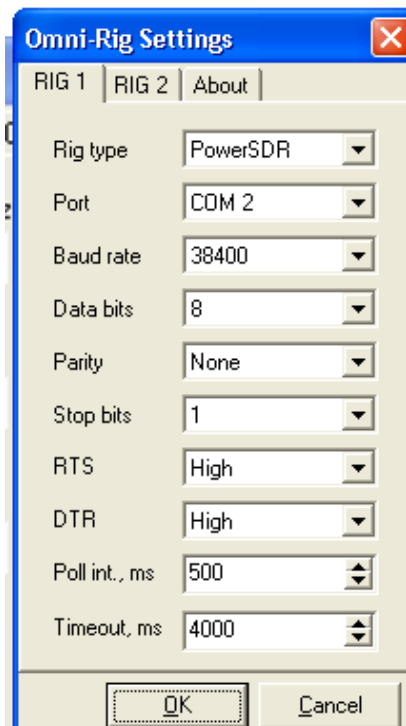 Omni-Rig Settings
RIG 1 RIG 2 About
Rig type PowerSDR
Port COM 2
Baud rate 38400
Data bits 8
Parity None
Stop bits 1
RTS High
DTR High
Poll int., ms 500
Timeout, ms 4000
OK Cancel